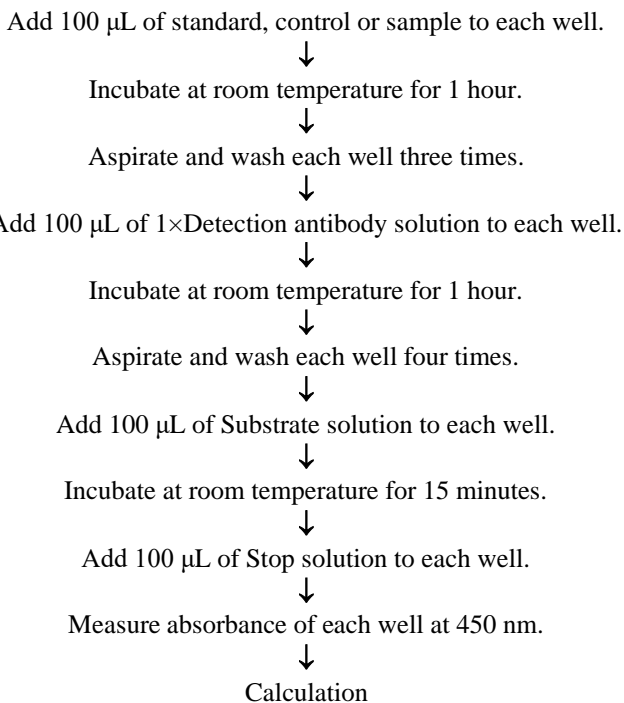 Add 100 μL of standard, control or sample to each well.
↓
Incubate at room temperature for 1 hour.
↓
Aspirate and wash each well three times.
↓
Add 100 μL of 1×Detection antibody solution to each well.
↓
Incubate at room temperature for 1 hour.
↓
Aspirate and wash each well four times.
↓
Add 100 μL of Substrate solution to each well.
↓
Incubate at room temperature for 15 minutes.
↓
Add 100 μL of Stop solution to each well.
↓
Measure absorbance of each well at 450 nm.
↓
Calculation